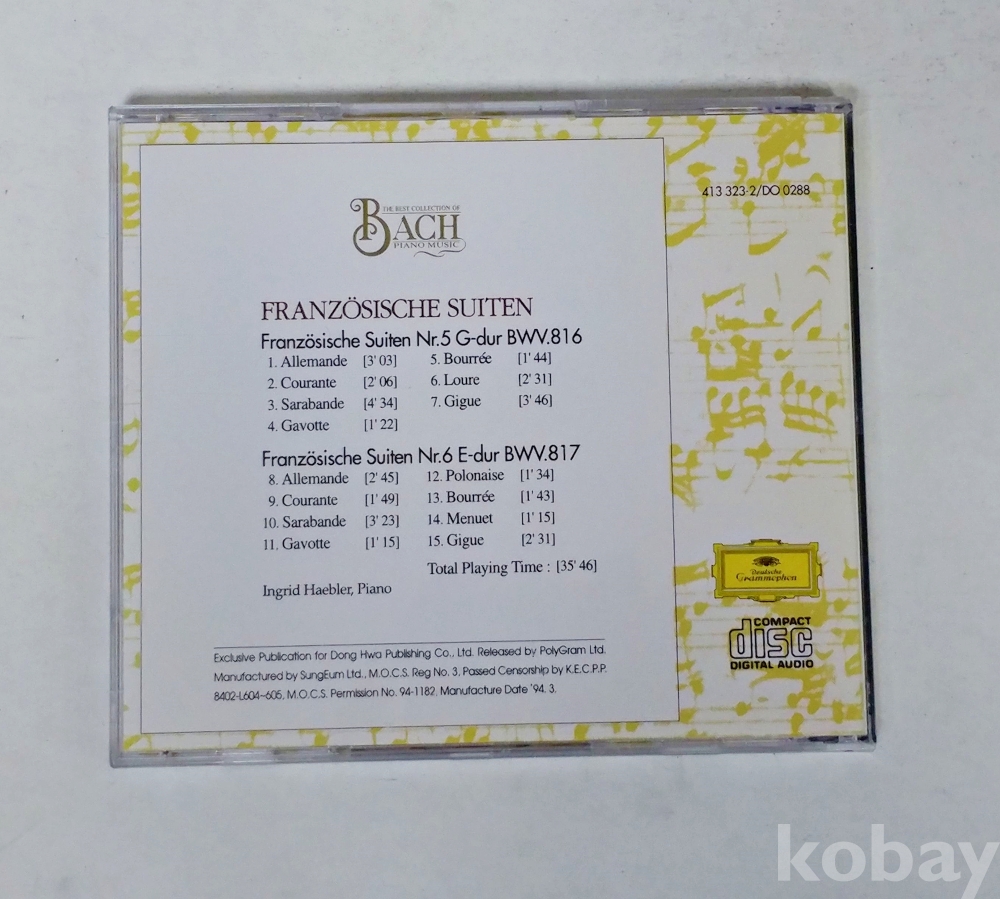 413 323-2/DO 0288
THE BEST COLLECTION OF
BACH
PIANO MUSIC
FRANZÖSISCHE SUITEN
Französische Suiten Nr.5 G-dur BWV.816
1. Allemande [3' 03] 5. Bourrée [1' 44]
2. Courante [2' 06] 6. Loure [2' 31]
3. Sarabande [4' 34] 7. Gigue [3' 46]
4. Gavotte [1' 22]
Französische Suiten Nr.6 E-dur BWV.817
8. Allemande [2' 45] 12. Polonaise [1' 34]
9. Courante [1' 49] 13. Bourrée [1' 43]
10. Sarabande [3' 23] 14. Menuet [1' 15]
11. Gavotte [1' 15] 15. Gigue [2' 31]
Total Playing Time : [35' 46]
Ingrid Haebler, Piano
Exclusive Publication for Dong Hwa Publishing Co., Ltd. Released by PolyGram Ltd.
Manufactured by SungEum Ltd., M.O.C.S. Reg No. 3, Passed Censorship by K.E.C.P.P.
8402-L604~605, M.O.C.S. Permission No. 94-1182, Manufacture Date '94. 3.
Deutsche
Grammophon
COMPACT
disc
DIGITAL AUDIO
kobay